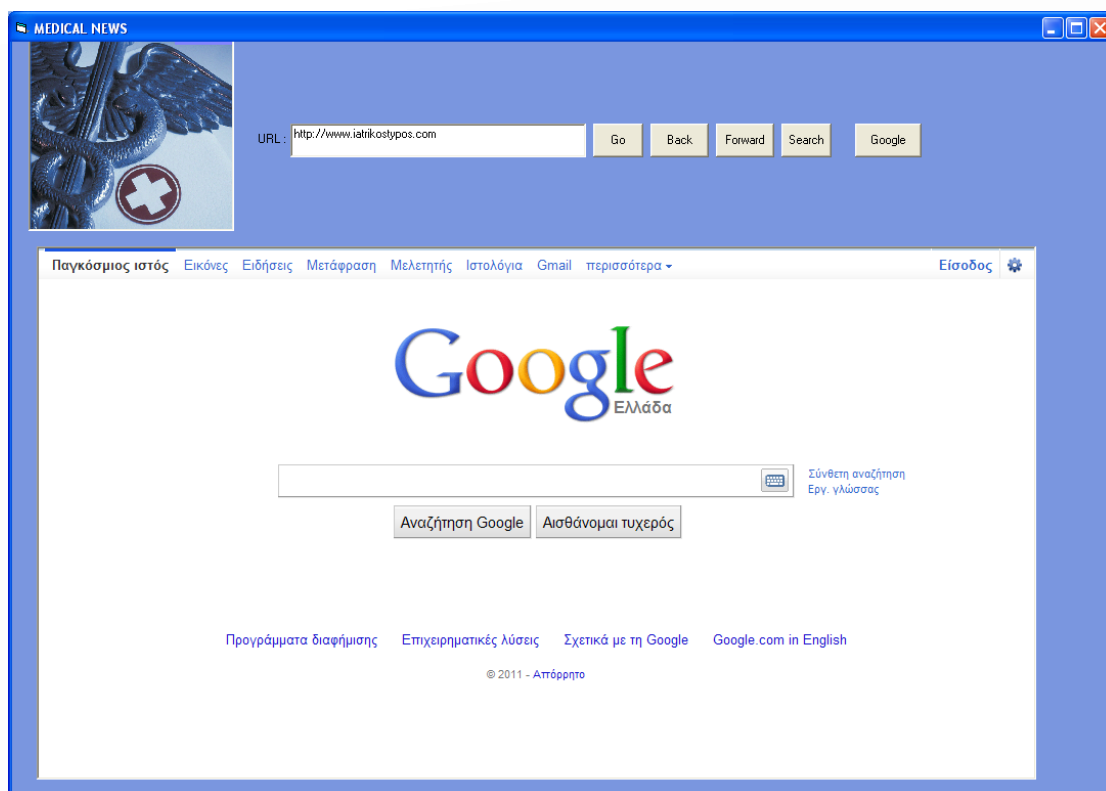 MEDICAL NEWS
URL : http://www.iatrikostypos.com Go Back Forward Search Google
Παγκόσμιος ιστός Εικόνες Ειδήσεις Μετάφραση Μελετητής Ιστολόγια Gmail περισσότερα Είσοδος
Google
Ελλάδα
Σύνθετη αναζήτηση
Εργ. γλώσσας
Αναζήτηση Google Αισθάνομαι τυχερός
Προγράμματα διαφήμισης Επιχειρηματικές λύσεις Σχετικά με τη Google Google.com in English
© 2011 - Απόρρητο